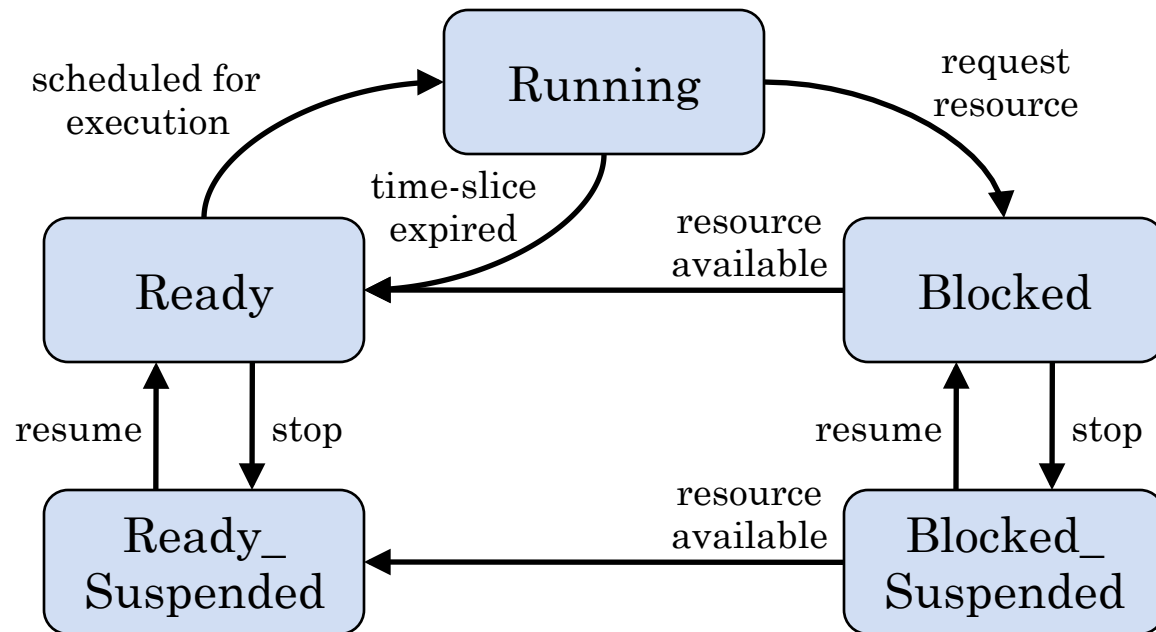 Running
scheduled for
execution
request
resource
time-slice
expired
resource
available
Ready
Blocked
resume
stop
resume
stop
resource
available
Ready_
Suspended
Blocked_
Suspended